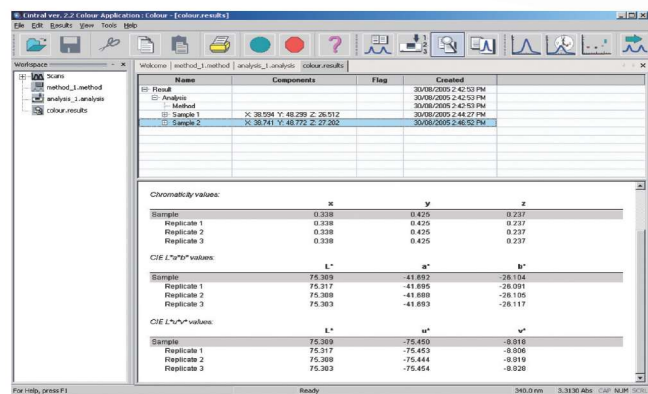 Cintral ver. 2.2 Colour Application : Colour - [colour.results]
File Edit Results View Tools Help
Workspace
Welcome method_1.method analysis_1.analysis colour.results
Scans
method_1.method
analysis_1.analysis
colour.results
Name Components Flag Created
Result 30/08/2005 2:42:53 PM
Analysis 30/08/2005 2:42:53 PM
Method 30/08/2005 2:42:53 PM
Sample 1 X: 38.594 Y: 48.299 Z: 26.512 30/08/2005 2:44:27 PM
Sample 2 X: 38.741 Y: 48.772 Z: 27.202 30/08/2005 2:46:52 PM
Chromaticity values:
x y z
Sample 0.338 0.425 0.237
Replicate 1 0.338 0.425 0.237
Replicate 2 0.338 0.425 0.237
Replicate 3 0.338 0.425 0.237
CIE L*a*b* values:
L* a* b*
Sample 75.309 -41.692 -26.104
Replicate 1 75.317 -41.695 -26.091
Replicate 2 75.308 -41.688 -26.105
Replicate 3 75.303 -41.693 -26.117
CIE L*u*v* values:
L* u* v*
Sample 75.309 -75.450 -8.818
Replicate 1 75.317 -75.453 -8.806
Replicate 2 75.308 -75.444 -8.819
Replicate 3 75.303 -75.454 -8.828
For Help, press F1 Ready 340.0 nm 3.3130 Abs CAP NUM SCRL